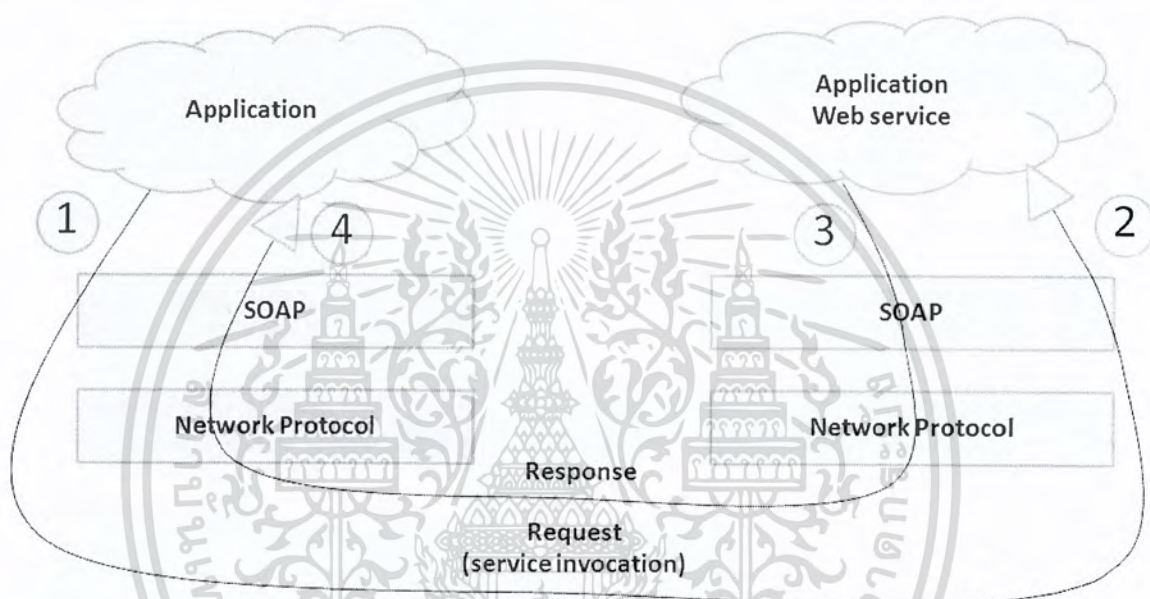 Application
Application
Web service
1
4
3
2
SOAP
SOAP
Network Protocol
Network Protocol
Response
Request
(service invocation)